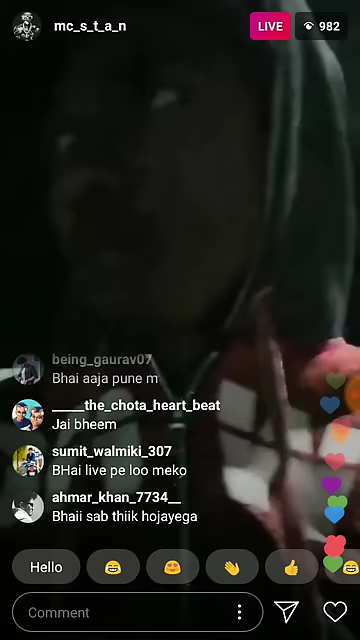 mc_s_t_a_n
LIVE
982
being_gaurav07
Bhai aaja pune m
_____the_chota_heart_beat
Jai bheem
sumit_walmiki_307
BHai live pe loo meko
ahmar_khan_7734__
Bhaii sab thiik hojayega
Hello
Comment